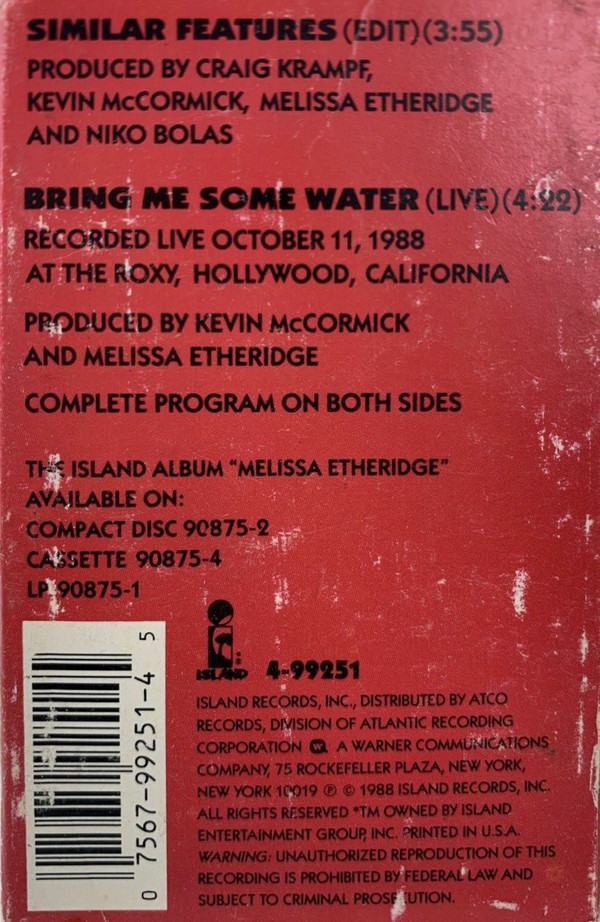 SIMILAR FEATURES (EDIT) (3:55)
PRODUCED BY CRAIG KRAMPF,
KEVIN McCORMICK, MELISSA ETHERIDGE
AND NIKO BOLAS
BRING ME SOME WATER (LIVE) (4:22)
RECORDED LIVE OCTOBER 11, 1988
AT THE ROXY, HOLLYWOOD, CALIFORNIA
PRODUCED BY KEVIN McCORMICK
AND MELISSA ETHERIDGE
COMPLETE PROGRAM ON BOTH SIDES
THE ISLAND ALBUM "MELISSA ETHERIDGE"
AVAILABLE ON:
COMPACT DISC 90875-2
CASSETTE 90875-4
LP 90875-1
0 7567-99251-4 5
ISLAND ® 4-99251
ISLAND RECORDS, INC., DISTRIBUTED BY ATCO
RECORDS, DIVISION OF ATLANTIC RECORDING
CORPORATION A WARNER COMMUNICATIONS
COMPANY, 75 ROCKEFELLER PLAZA, NEW YORK,
NEW YORK 10019 ℗ © 1988 ISLAND RECORDS, INC.
ALL RIGHTS RESERVED *TM OWNED BY ISLAND
ENTERTAINMENT GROUP, INC. PRINTED IN U.S.A.
WARNING: UNAUTHORIZED REPRODUCTION OF THIS
RECORDING IS PROHIBITED BY FEDERAL LAW AND
SUBJECT TO CRIMINAL PROSECUTION.